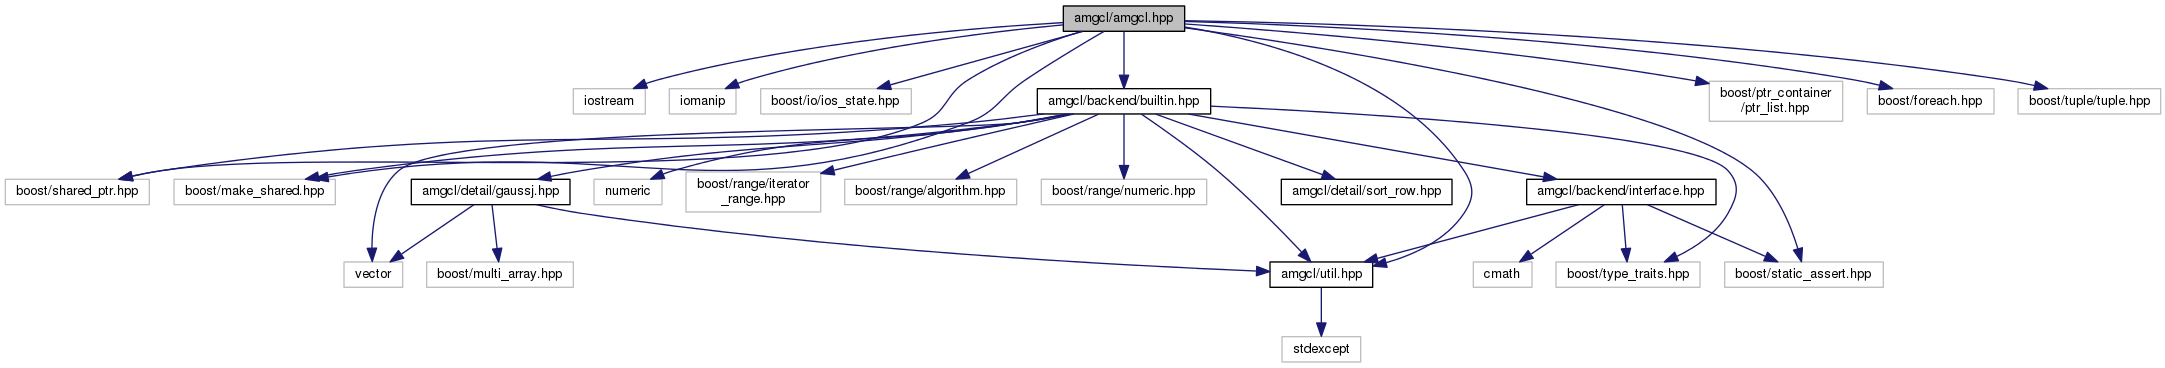 amgcl/amgcl.hpp
iostream
iomanip
boost/io/ios_state.hpp
amgcl/backend/builtin.hpp
boost/ptr_container
/ptr_list.hpp
boost/foreach.hpp
boost/tuple/tuple.hpp
boost/shared_ptr.hpp
boost/make_shared.hpp
amgcl/detail/gaussj.hpp
numeric
boost/range/iterator
_range.hpp
boost/range/algorithm.hpp
boost/range/numeric.hpp
amgcl/detail/sort_row.hpp
amgcl/backend/interface.hpp
vector
boost/multi_array.hpp
amgcl/util.hpp
cmath
boost/type_traits.hpp
boost/static_assert.hpp
stdexcept